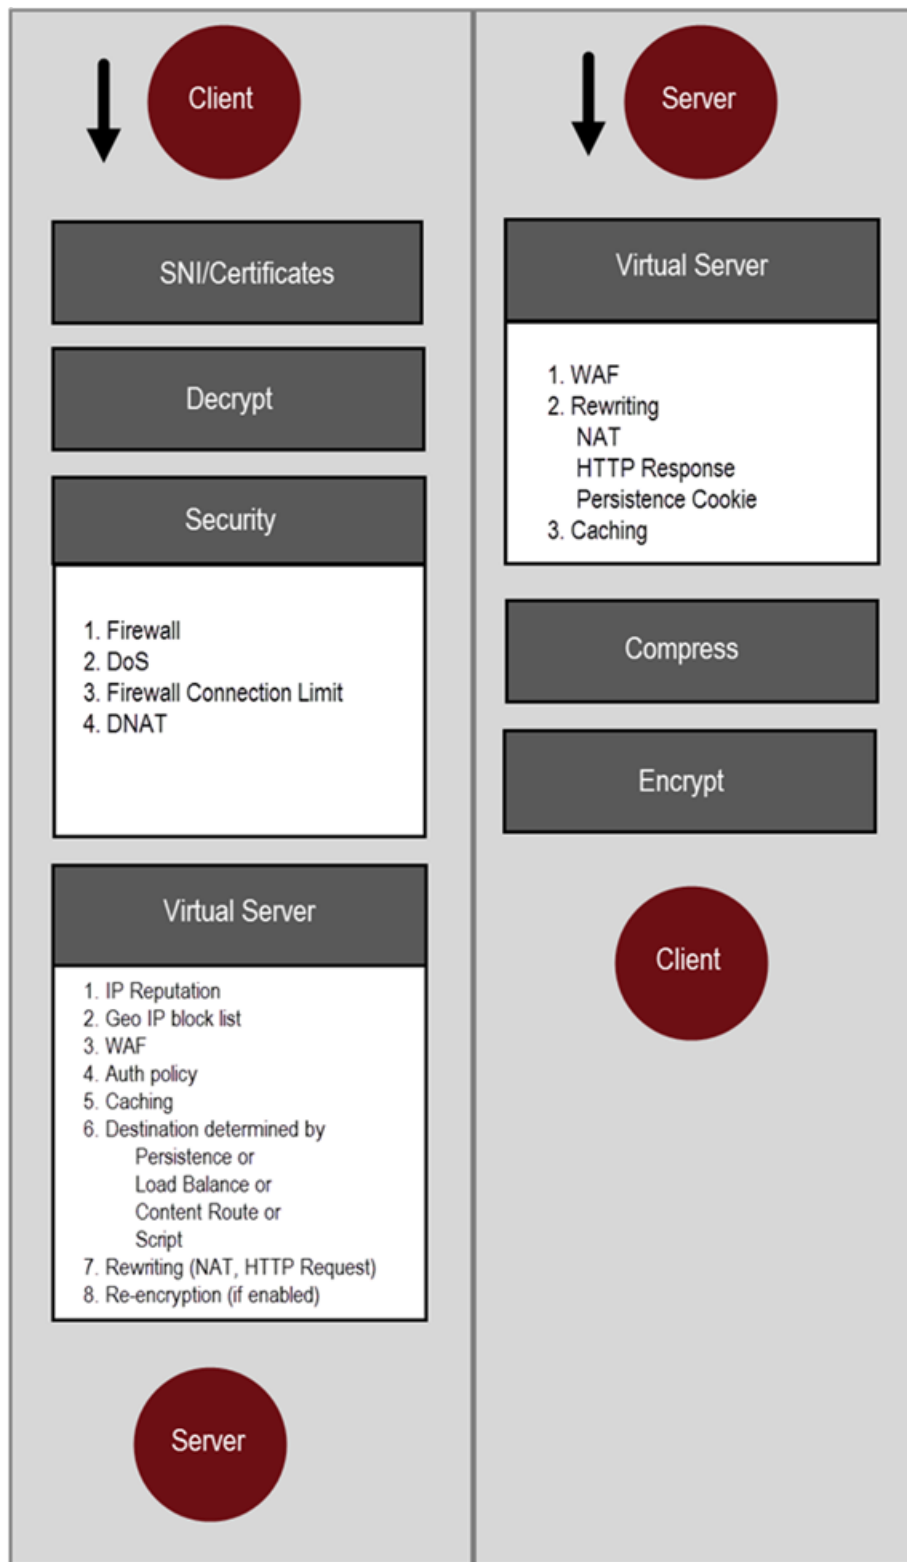 Client
SNI/Certificates
Decrypt
Security
1. Firewall
2. DoS
3. Firewall Connection Limit
4. DNAT
Virtual Server
1. IP Reputation
2. Geo IP block list
3. WAF
4. Auth policy
5. Caching
6. Destination determined by
Persistence or
Load Balance or
Content Route or
Script
7. Rewriting (NAT, HTTP Request)
8. Re-encryption (if enabled)
Server
Server
Virtual Server
1. WAF
2. Rewriting
NAT
HTTP Response
Persistence Cookie
3. Caching
Compress
Encrypt
Client